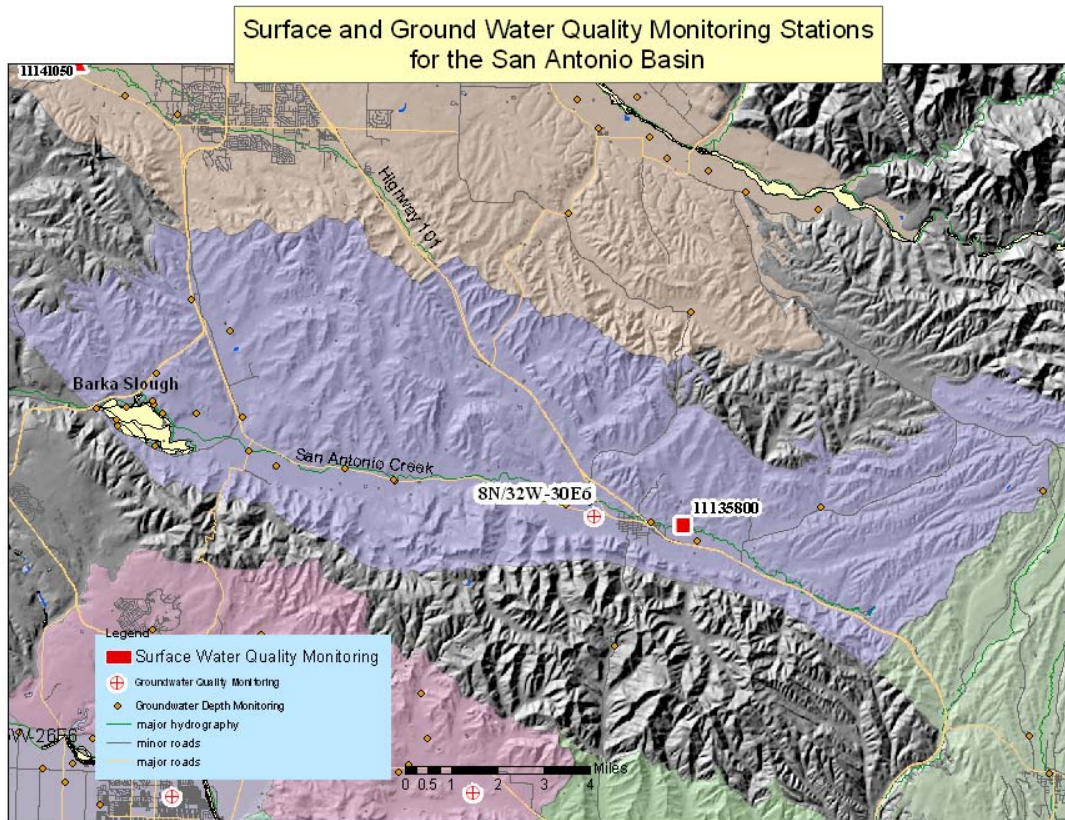 Surface and Ground Water Quality Monitoring Stations
for the San Antonio Basin
11141050
Highway 101
Barka Slough
San Antonio Creek
8N/32W-30E6
11135800
Legend
Surface Water Quality Monitoring
Groundwater Quality Monitoring
Groundwater Depth Monitoring
major hydrography
minor roads
major roads
Miles
0 0.5 1 2 3 4